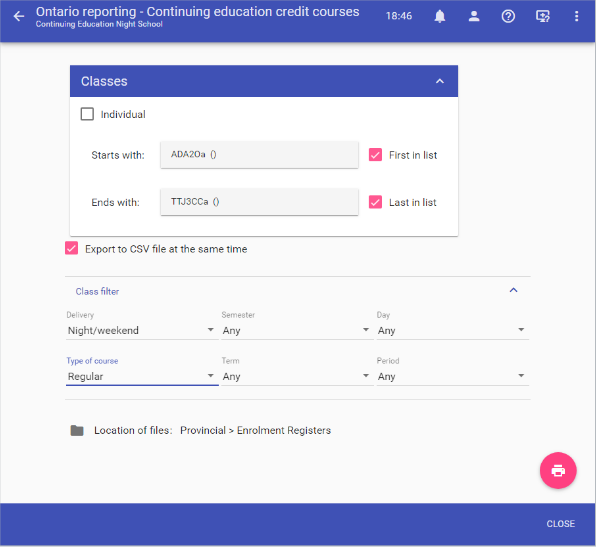 Ontario reporting - Continuing education credit courses
Continuing Education Night School
18:46
Classes
Individual
Starts with: ADA2Oa () First in list
Ends with: TTJ3CCa () Last in list
Export to CSV file at the same time
Class filter
Delivery Semester Day
Night/weekend Any Any
Type of course Term Period
Regular Any Any
Location of files: Provincial > Enrolment Registers
CLOSE